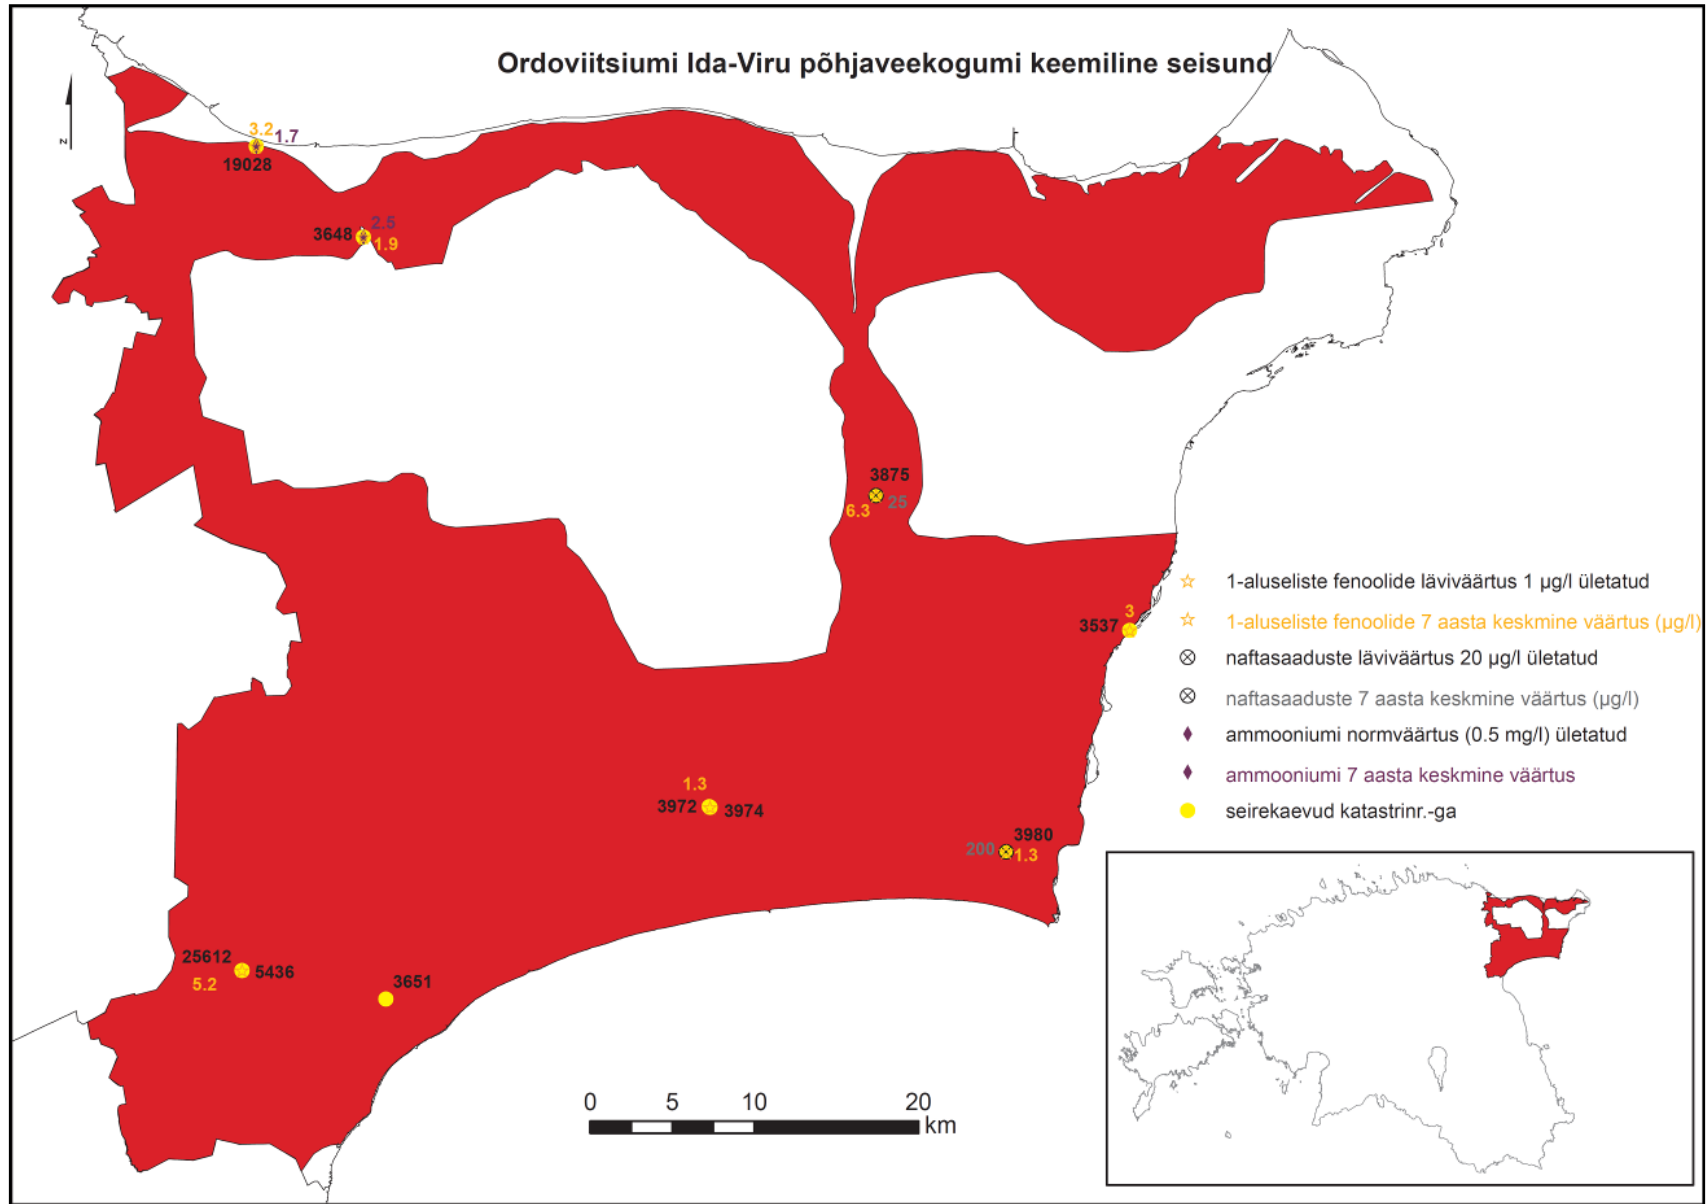 Ordoviitsiumi Ida-Viru põhjaveekogumi keemiline seisund
N
3.2 1.7
19028
2.5
3648
1.9
3875
6.3 25
3
3537
1.3
3972 3974
3980
200 1.3
25612
5436
5.2
3651
1-aluseliste fenoolide läviväärtus 1 µg/l ületatud
1-aluseliste fenoolide 7 aasta keskmine väärtus (µg/l)
naftasaaduste läviväärtus 20 µg/l ületatud
naftasaaduste 7 aasta keskmine väärtus (µg/l)
ammooniumi normväärtus (0.5 mg/l) ületatud
ammooniumi 7 aasta keskmine väärtus
seirekaevud katastrinr.-ga
0 5 10 20
km